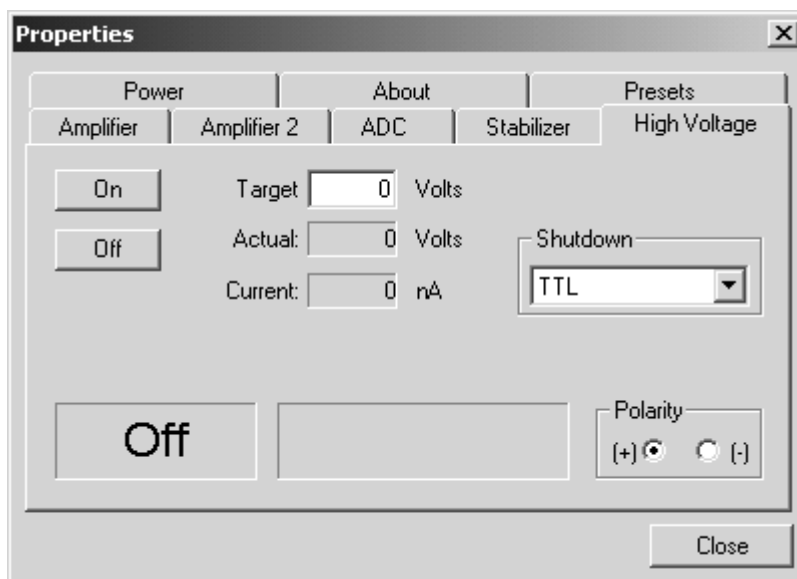 Properties
Power About Presets
Amplifier Amplifier 2 ADC Stabilizer High Voltage
On Target 0 Volts
Off Actual: 0 Volts
Current: 0 nA
Shutdown
TTL
Off
Polarity
(+) (-)
Close